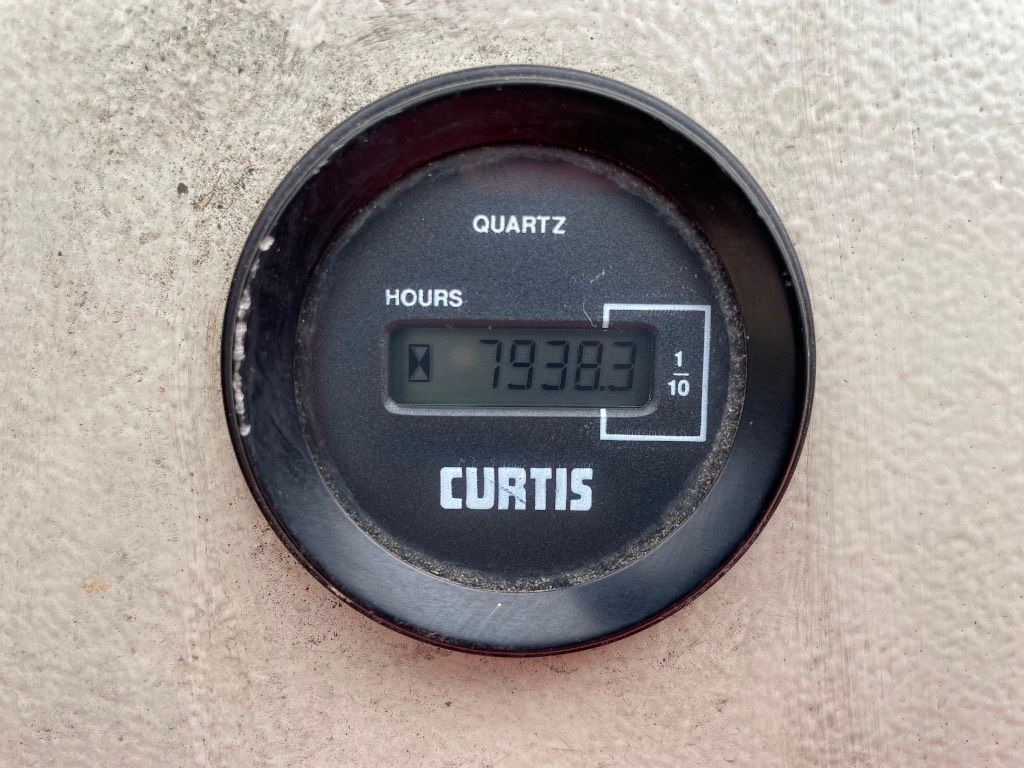 QUARTZ
HOURS
7938.3
1
10
CURTIS